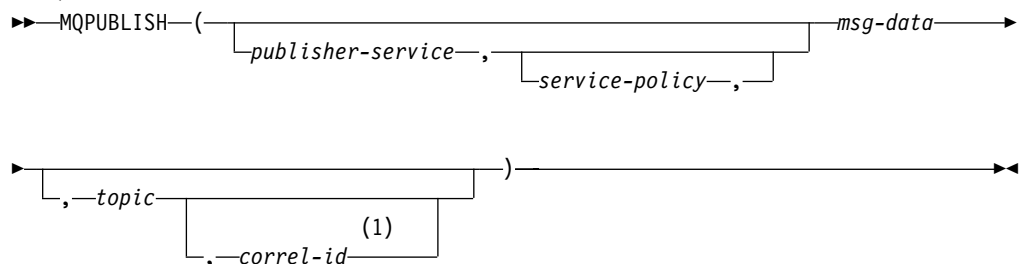 MQPUBLISH ( msg-data
publisher-service ,
service-policy ,
)
, topic
(1)
, correl-id